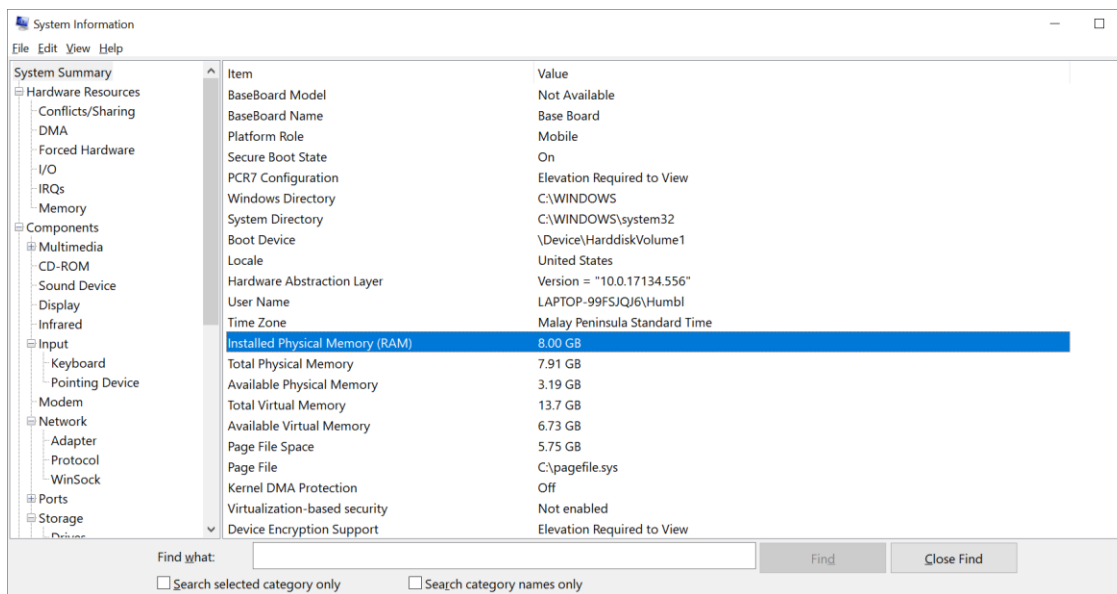 System Information
File Edit View Help
System Summary
Hardware Resources
Conflicts/Sharing
DMA
Forced Hardware
I/O
IRQs
Memory
Components
Multimedia
CD-ROM
Sound Device
Display
Infrared
Input
Keyboard
Pointing Device
Modem
Network
Adapter
Protocol
WinSock
Ports
Storage
Drives
Item Value
BaseBoard Model Not Available
BaseBoard Name Base Board
Platform Role Mobile
Secure Boot State On
PCR7 Configuration Elevation Required to View
Windows Directory C:\WINDOWS
System Directory C:\WINDOWS\system32
Boot Device \Device\HarddiskVolume1
Locale United States
Hardware Abstraction Layer Version = "10.0.17134.556"
User Name LAPTOP-99FSJQJ6\Humbl
Time Zone Malay Peninsula Standard Time
Installed Physical Memory (RAM) 8.00 GB
Total Physical Memory 7.91 GB
Available Physical Memory 3.19 GB
Total Virtual Memory 13.7 GB
Available Virtual Memory 6.73 GB
Page File Space 5.75 GB
Page File C:\pagefile.sys
Kernel DMA Protection Off
Virtualization-based security Not enabled
Device Encryption Support Elevation Required to View
Find what: Find Close Find
Search selected category only Search category names only